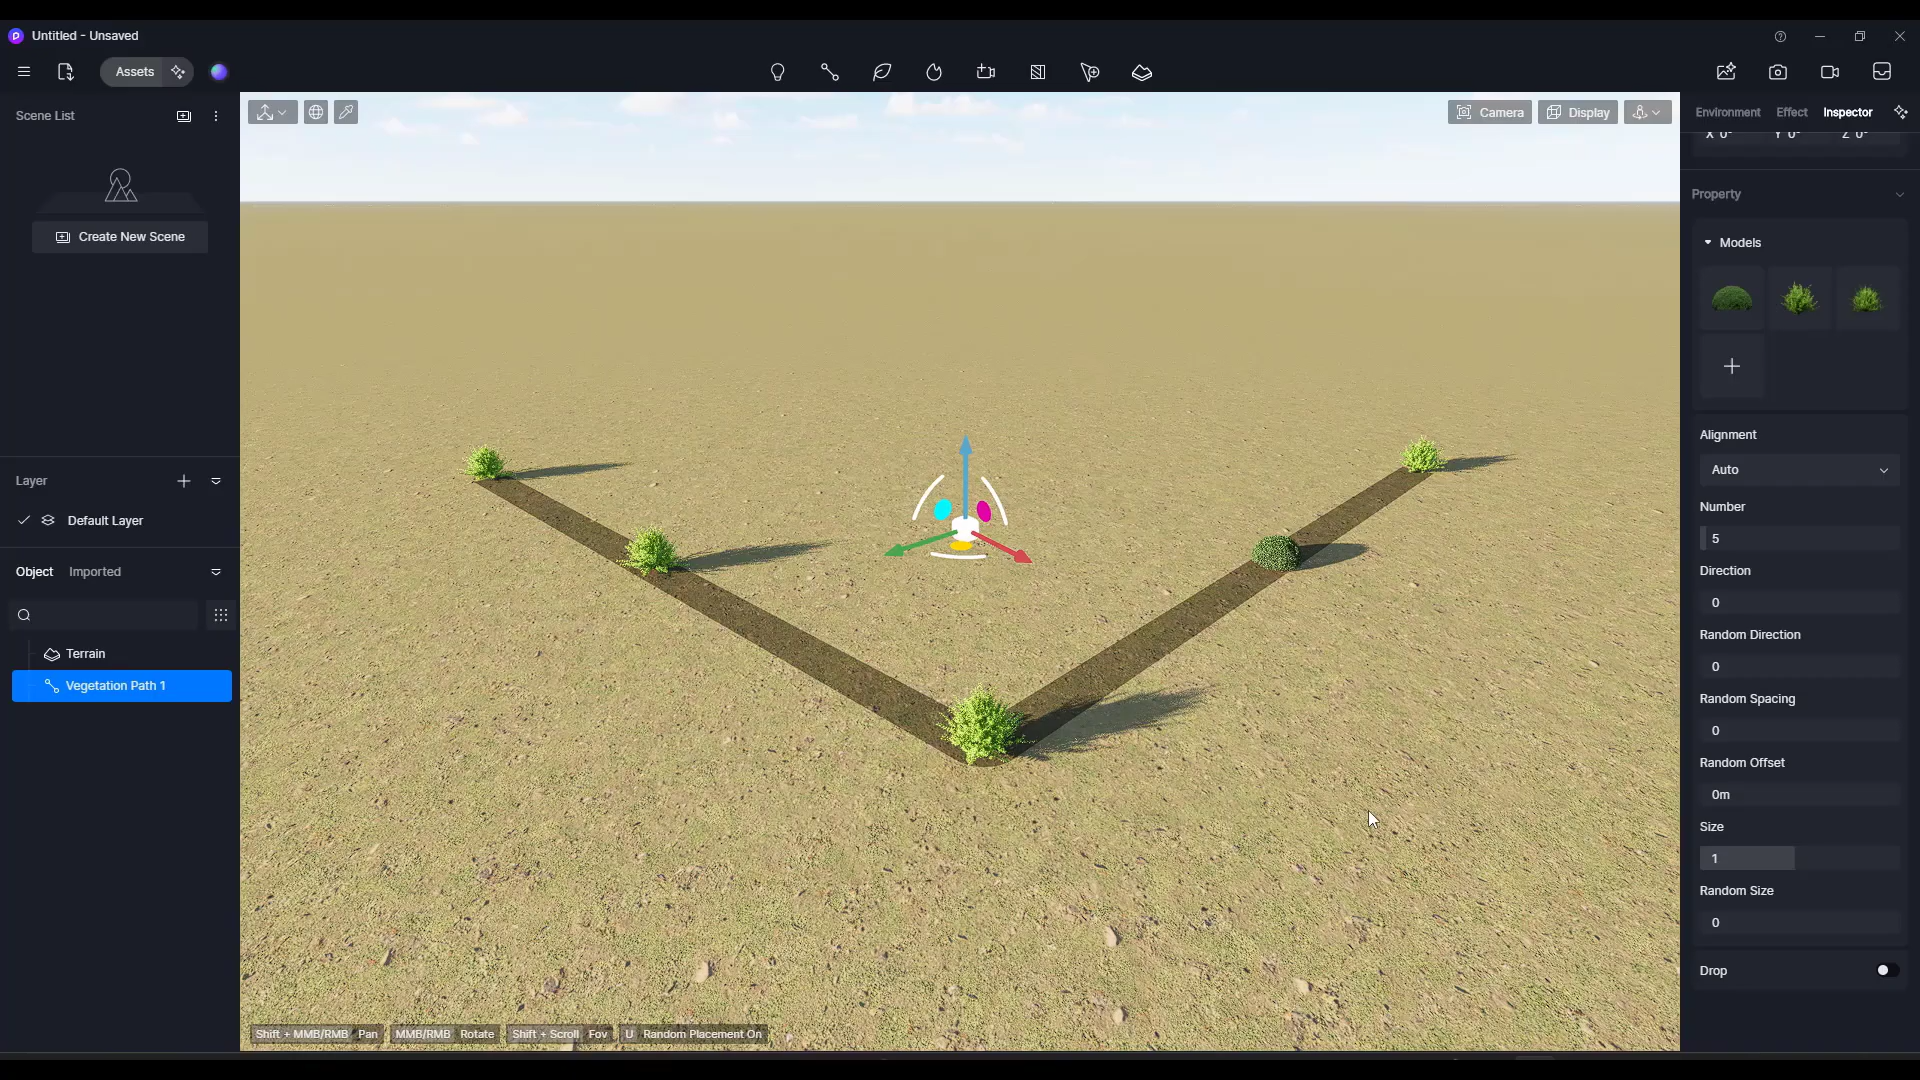 Untitled - Unsaved
Assets
Scene List
Create New Scene
Layer
Default Layer
Object Imported
Terrain
Vegetation Path 1
Camera Display
Shift + MMB/RMB Pan MMB/RMB Rotate Shift + Scroll Fov U Random Placement On
Environment Effect Inspector
X 0° Y 0° Z 0°
Property
Models
Alignment
Auto
Number
5
Direction
0
Random Direction
0
Random Spacing
0
Random Offset
0m
Size
1
Random Size
0
Drop